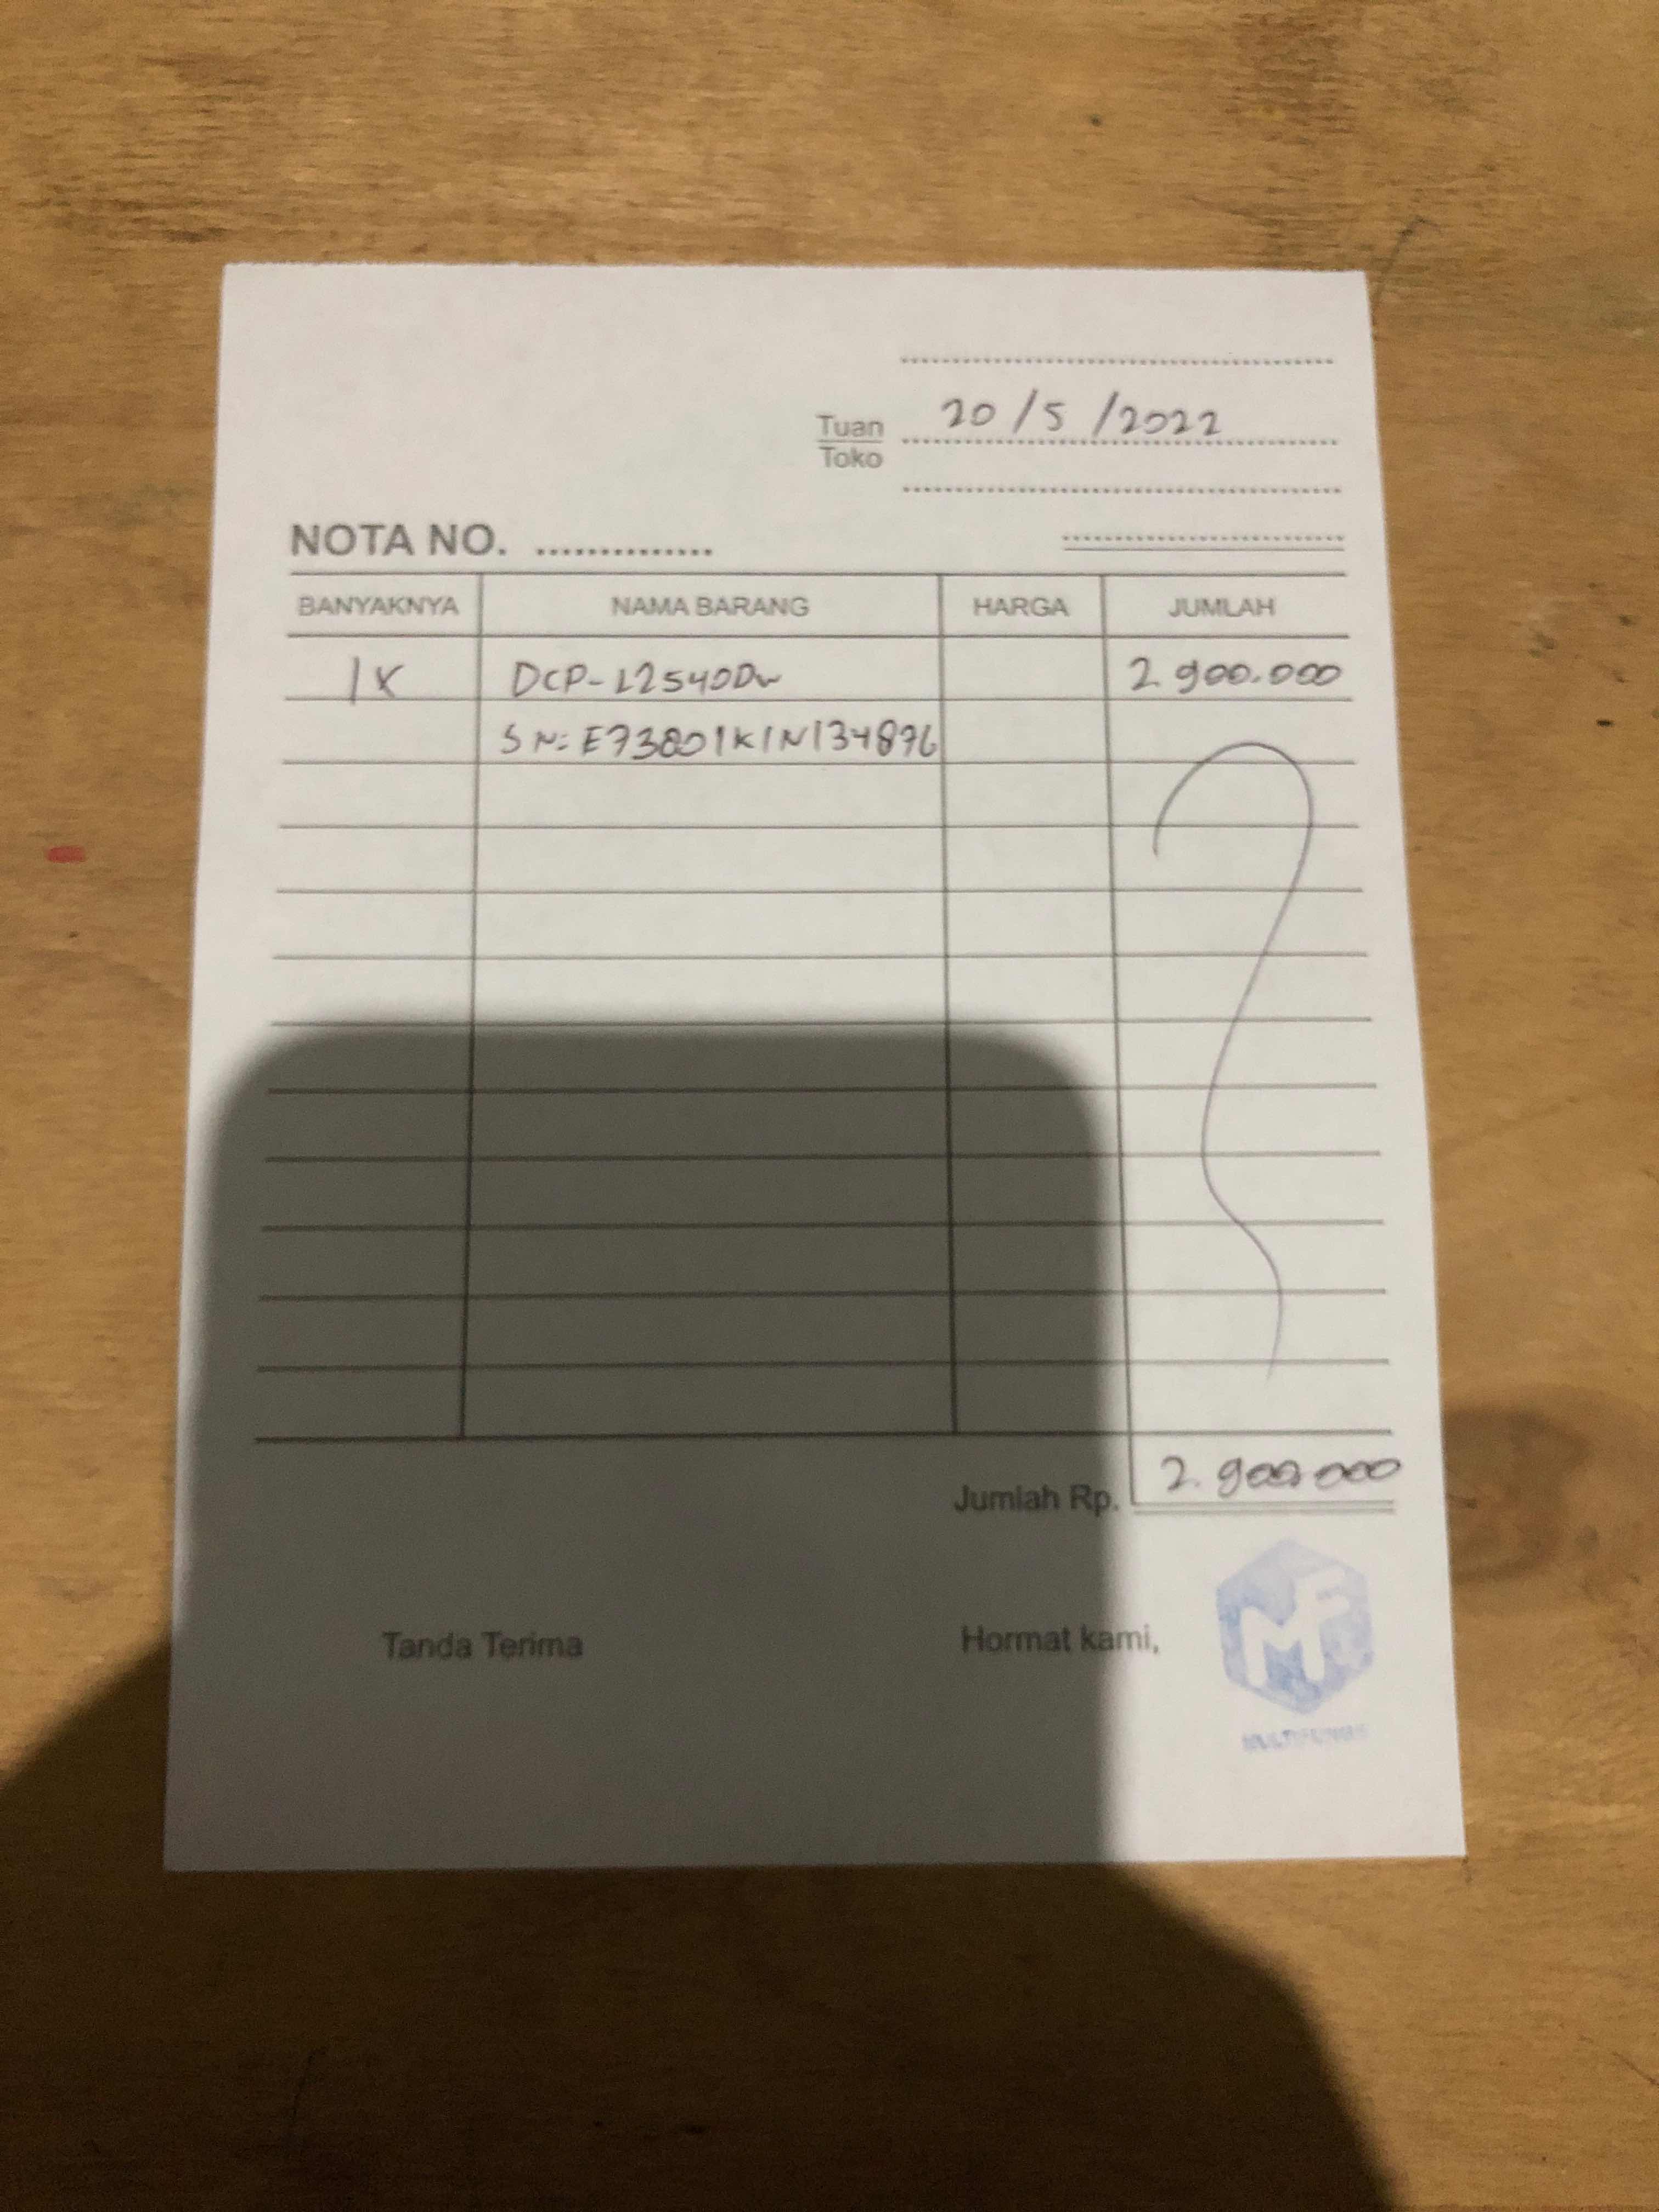 20/5/2022
Tuan
Toko
NOTA NO. ..............
BANYAKNYA NAMA BARANG HARGA JUMLAH
1x DCP-L2540DW 2.900.000
SN: E73801K1N134876
Jumlah Rp. 2.900.000
Tanda Terima Hormat kami,
MF